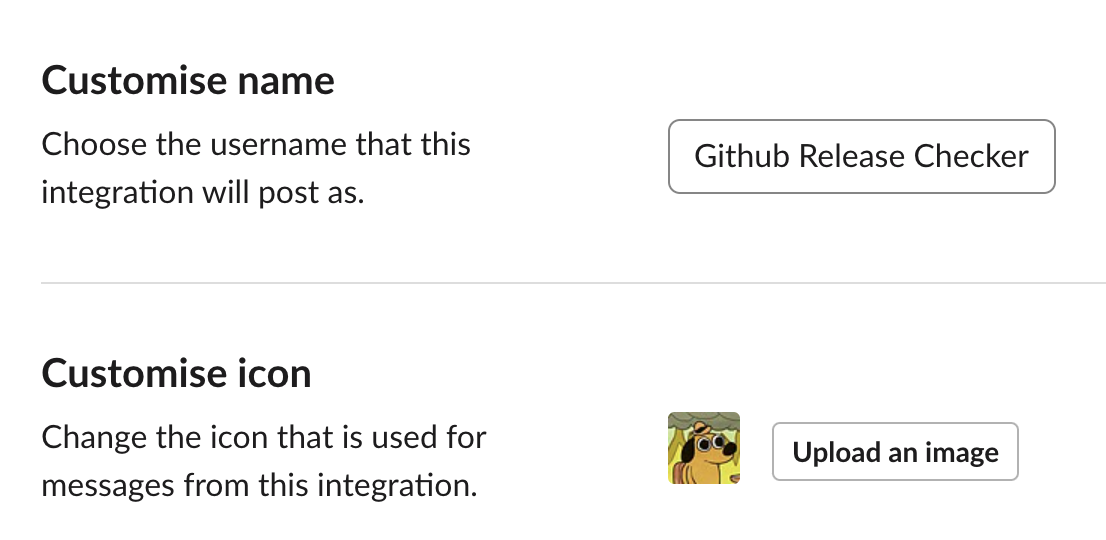 Customise name
Choose the username that this
integration will post as.
Github Release Checker
Customise icon
Change the icon that is used for
messages from this integration.
Upload an image